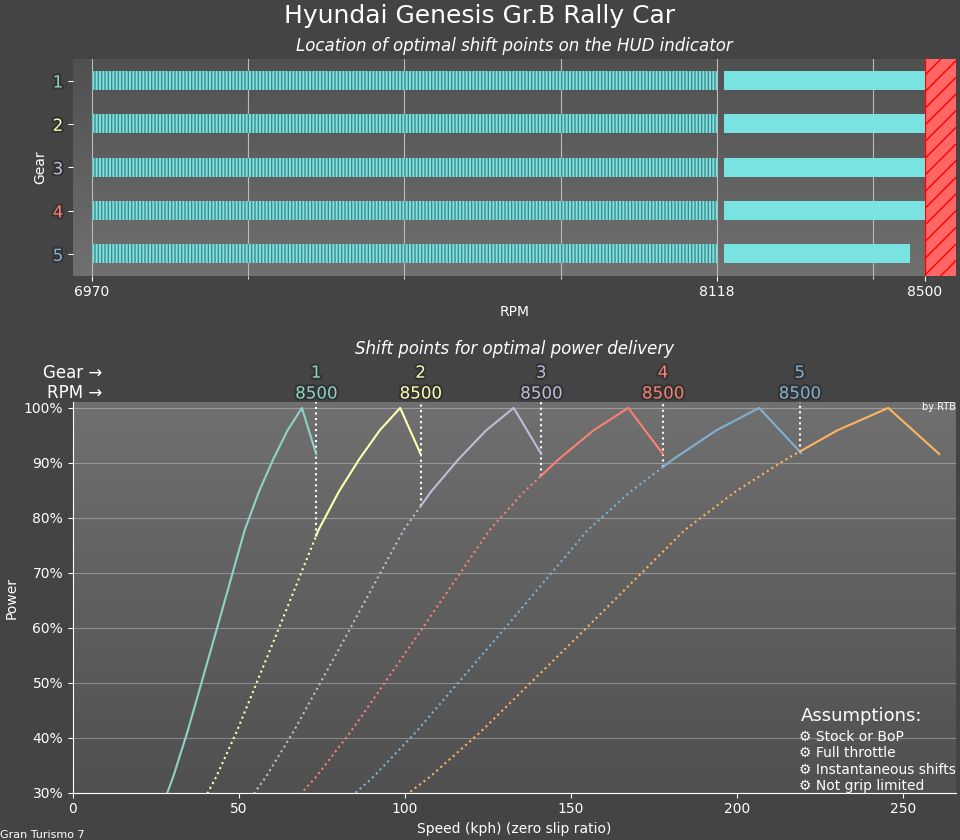 Hyundai Genesis Gr.B Rally Car
Location of optimal shift points on the HUD indicator
Gear
1
2
3
4
5
6970 8118 8500
RPM
Shift points for optimal power delivery
Gear → 1 2 3 4 5
RPM → 8500 8500 8500 8500 8500
by RTB
Power
100%
90%
80%
70%
60%
50%
40%
30%
Assumptions:
⚙ Stock or BoP
⚙ Full throttle
⚙ Instantaneous shifts
⚙ Not grip limited
0 50 100 150 200 250
Speed (kph) (zero slip ratio)
Gran Turismo 7